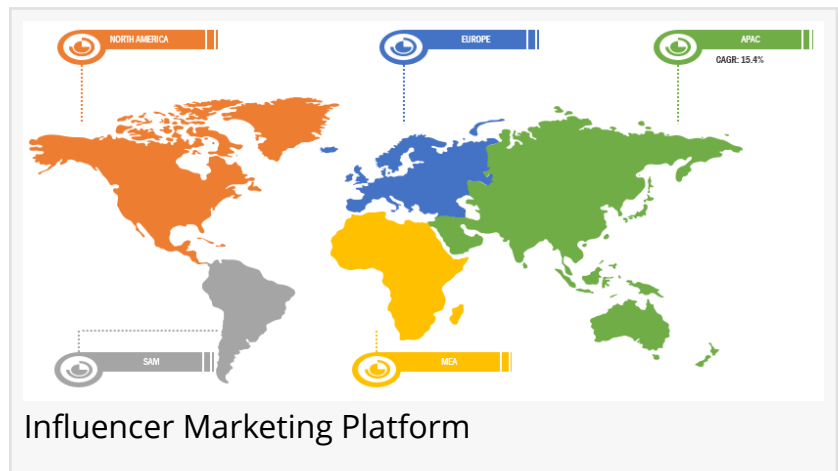 NORTH AMERICA
EUROPE
APAC
CAGR: 15.4%
SAM
MEA
Influencer Marketing Platform